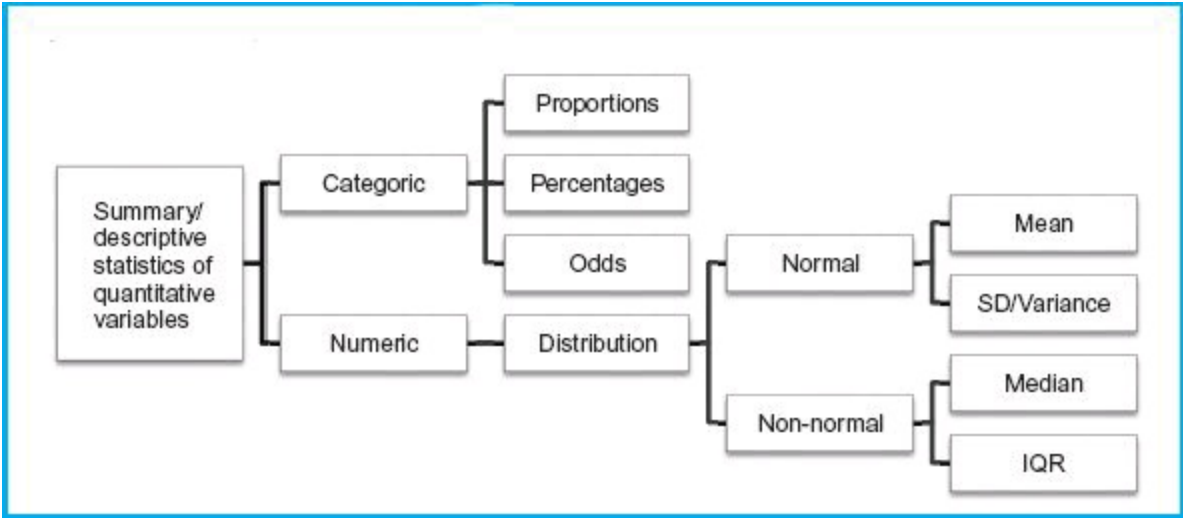 Summary/
descriptive
statistics of
quantitative
variables
Categoric
Proportions
Percentages
Odds
Numeric
Distribution
Normal
Mean
SD/Variance
Non-normal
Median
IQR